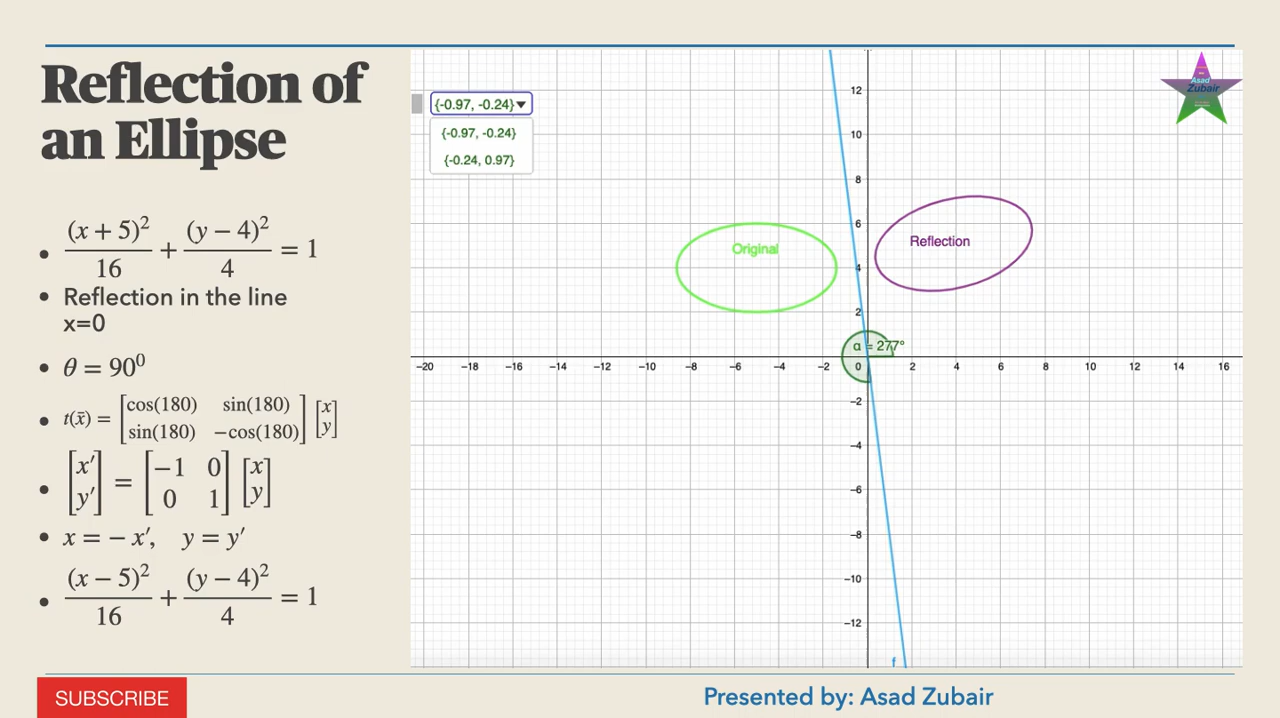 Reflection of
an Ellipse
• (x + 5)²/16 + (y − 4)²/4 = 1
• Reflection in the line
x=0
• θ = 90⁰
• t(x̄) = [cos(180) sin(180)] [x]
[sin(180) −cos(180)] [y]
• [x′] = [−1 0] [x]
[y′] [0 1] [y]
• x = − x′, y = y′
• (x − 5)²/16 + (y − 4)²/4 = 1
SUBSCRIBE
{-0.97, -0.24}▼
{-0.97, -0.24}
{-0.24, 0.97}
Asad
Zubair
12
10
8
6
4
2
Original
Reflection
α = 277°
−20 −18 −16 −14 −12 −10 −8 −6 −4 −2 0 2 4 6 8 10 12 14 16
−2
−4
−6
−8
−10
−12
f
Presented by: Asad Zubair